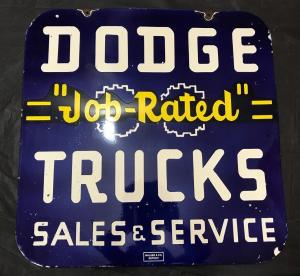 DODGE
"Job-Rated"
TRUCKS
SALES & SERVICE